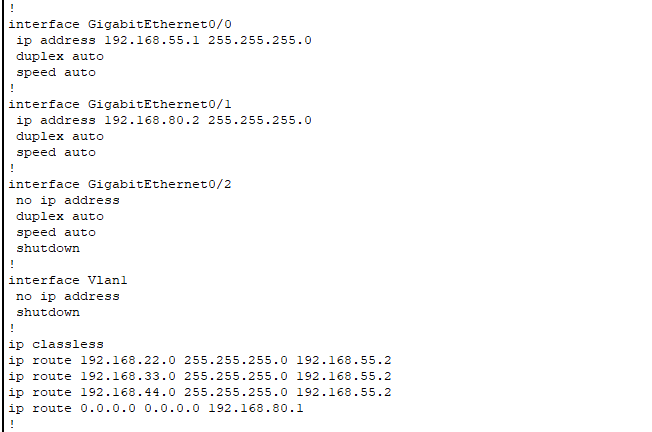 !
interface GigabitEthernet0/0
 ip address 192.168.55.1 255.255.255.0
 duplex auto
 speed auto
!
interface GigabitEthernet0/1
 ip address 192.168.80.2 255.255.255.0
 duplex auto
 speed auto
!
interface GigabitEthernet0/2
 no ip address
 duplex auto
 speed auto
 shutdown
!
interface Vlan1
 no ip address
 shutdown
!
ip classless
ip route 192.168.22.0 255.255.255.0 192.168.55.2
ip route 192.168.33.0 255.255.255.0 192.168.55.2
ip route 192.168.44.0 255.255.255.0 192.168.55.2
ip route 0.0.0.0 0.0.0.0 192.168.80.1
!